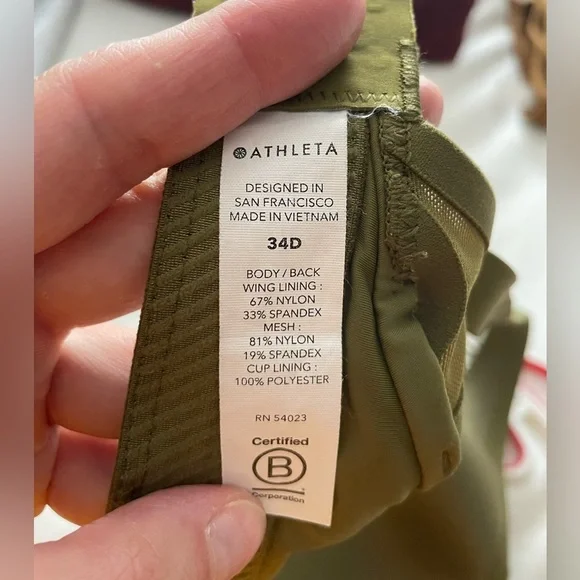 ATHLETA
DESIGNED IN
SAN FRANCISCO
MADE IN VIETNAM
34D
BODY / BACK
WING LINING :
67% NYLON
33% SPANDEX
MESH :
81% NYLON
19% SPANDEX
CUP LINING :
100% POLYESTER
RN 54023
Certified
B
Corporation